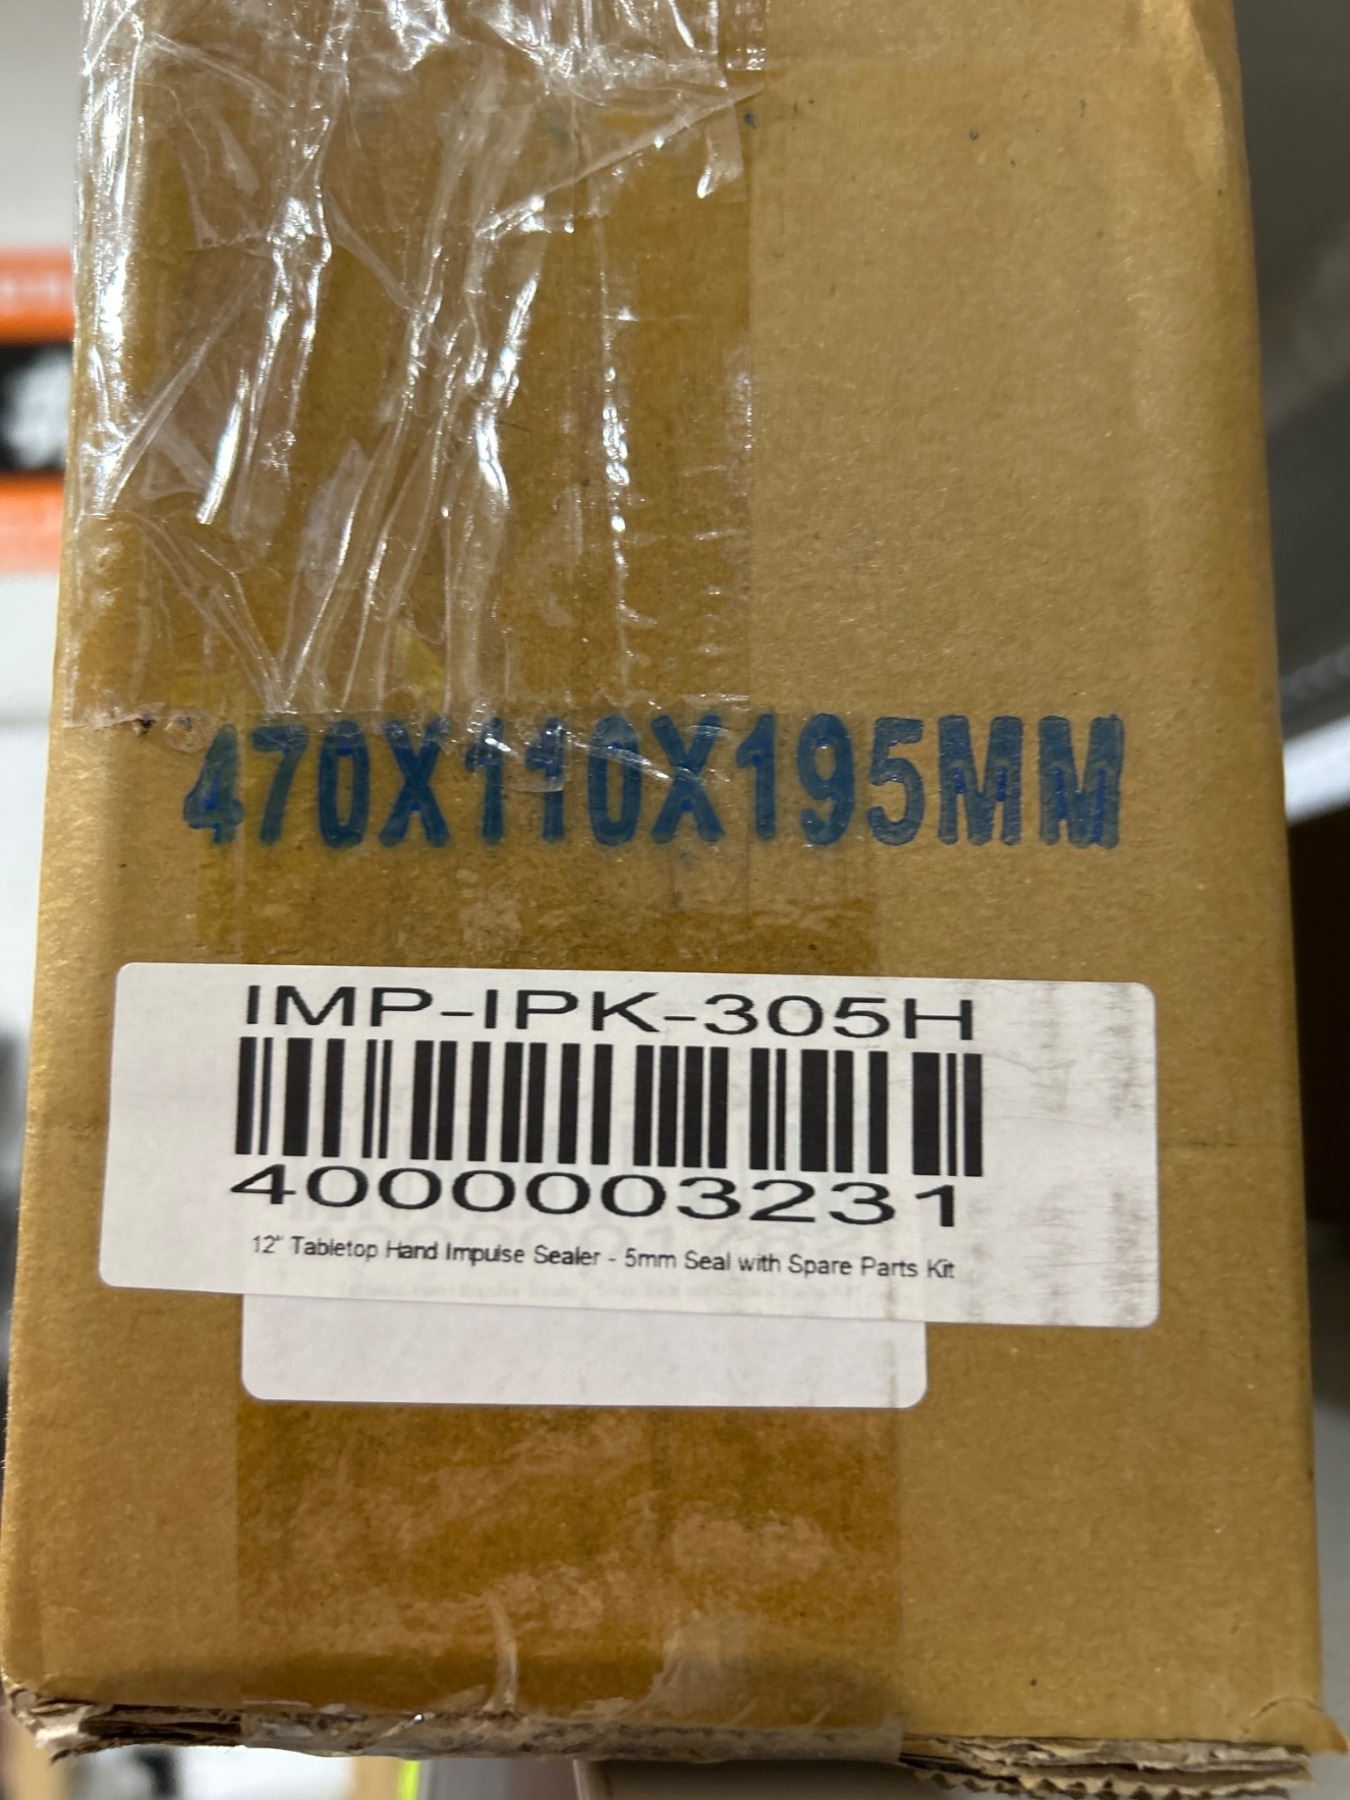 470X110X195MM
IMP-IPK-305H
4000003231
12" Tabletop Hand Impulse Sealer - 5mm Seal with Spare Parts Kit